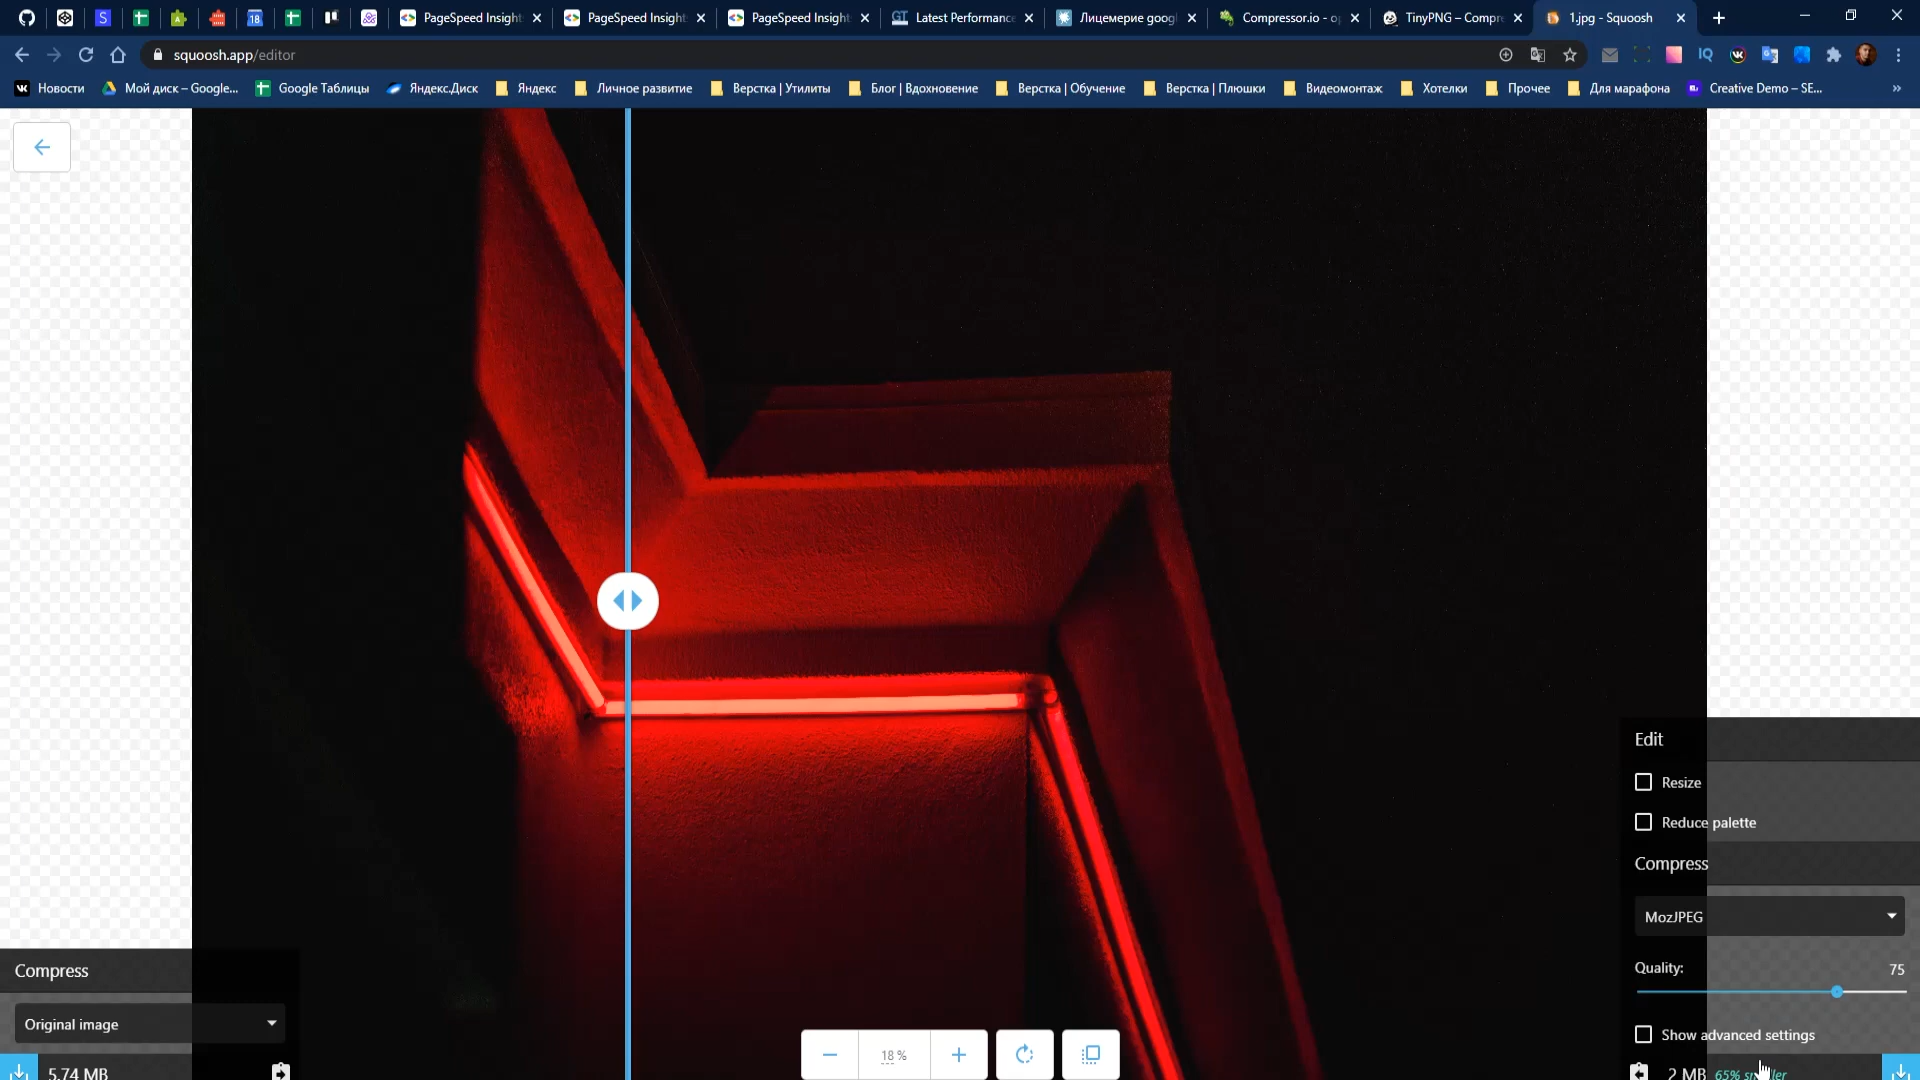 PageSpeed Insight
PageSpeed Insight
PageSpeed Insight
GT Latest Performance
Лицемерие goog
Compressor.io - o
TinyPNG – Compre
1.jpg - Squoosh
squoosh.app/editor
Новости
Мой диск – Google...
Google Таблицы
Яндекс.Диск
Яндекс
Личное развитие
Верстка | Утилиты
Блог | Вдохновение
Верстка | Обучение
Верстка | Плюшки
Видеомонтаж
Хотелки
Прочее
Для марафона
Creative Demo – SE...
Edit
Resize
Reduce palette
Compress
MozJPEG
Quality:
75
Show advanced settings
2 MB
65%
Compress
Original image
5.74 MB
18 %